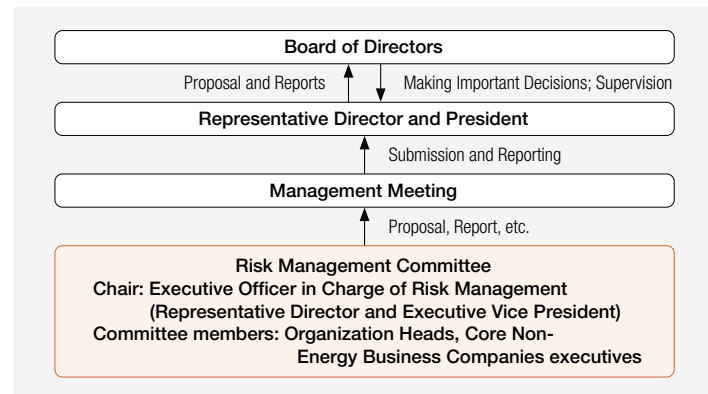 Board of Directors
Proposal and Reports
Making Important Decisions; Supervision
Representative Director and President
Submission and Reporting
Management Meeting
Proposal, Report, etc.
Risk Management Committee
Chair: Executive Officer in Charge of Risk Management
(Representative Director and Executive Vice President)
Committee members: Organization Heads, Core Non-
Energy Business Companies executives